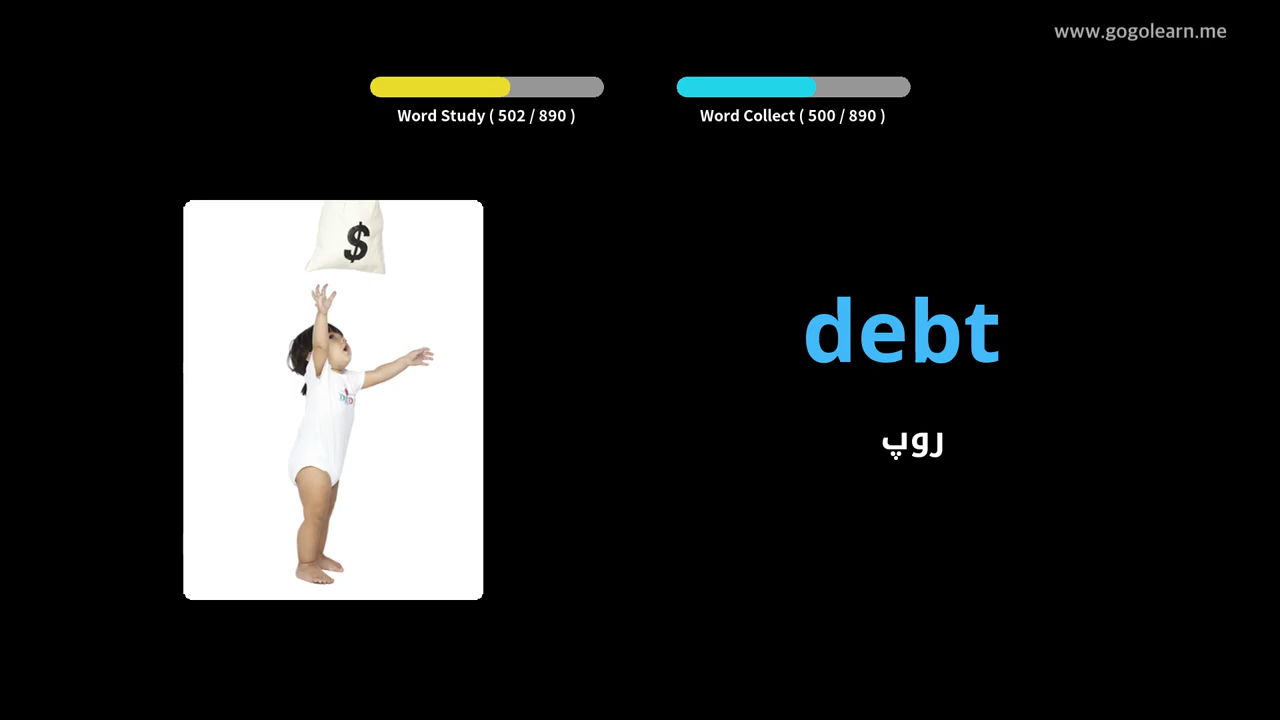 www.gogolearn.me
Word Study ( 502 / 890 )
Word Collect ( 500 / 890 )
$
debt
روپ